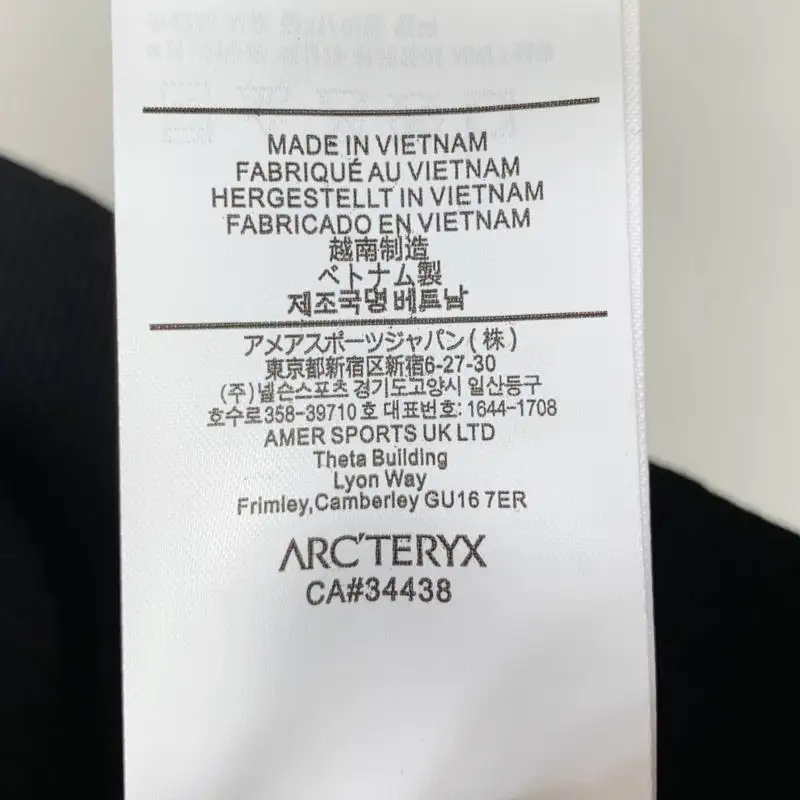 MADE IN VIETNAM
FABRIQUÉ AU VIETNAM
HERGESTELLT IN VIETNAM
FABRICADO EN VIETNAM
越南制造
ベトナム製
제조국명 베트남
アメアスポーツジャパン(株)
東京都新宿区新宿6-27-30
(주)넬슨스포츠 경기도고양시 일산동구
호수로358-39710호 대표번호: 1644-1708
AMER SPORTS UK LTD
Theta Building
Lyon Way
Frimley,Camberley GU16 7ER
ARC'TERYX
CA#34438